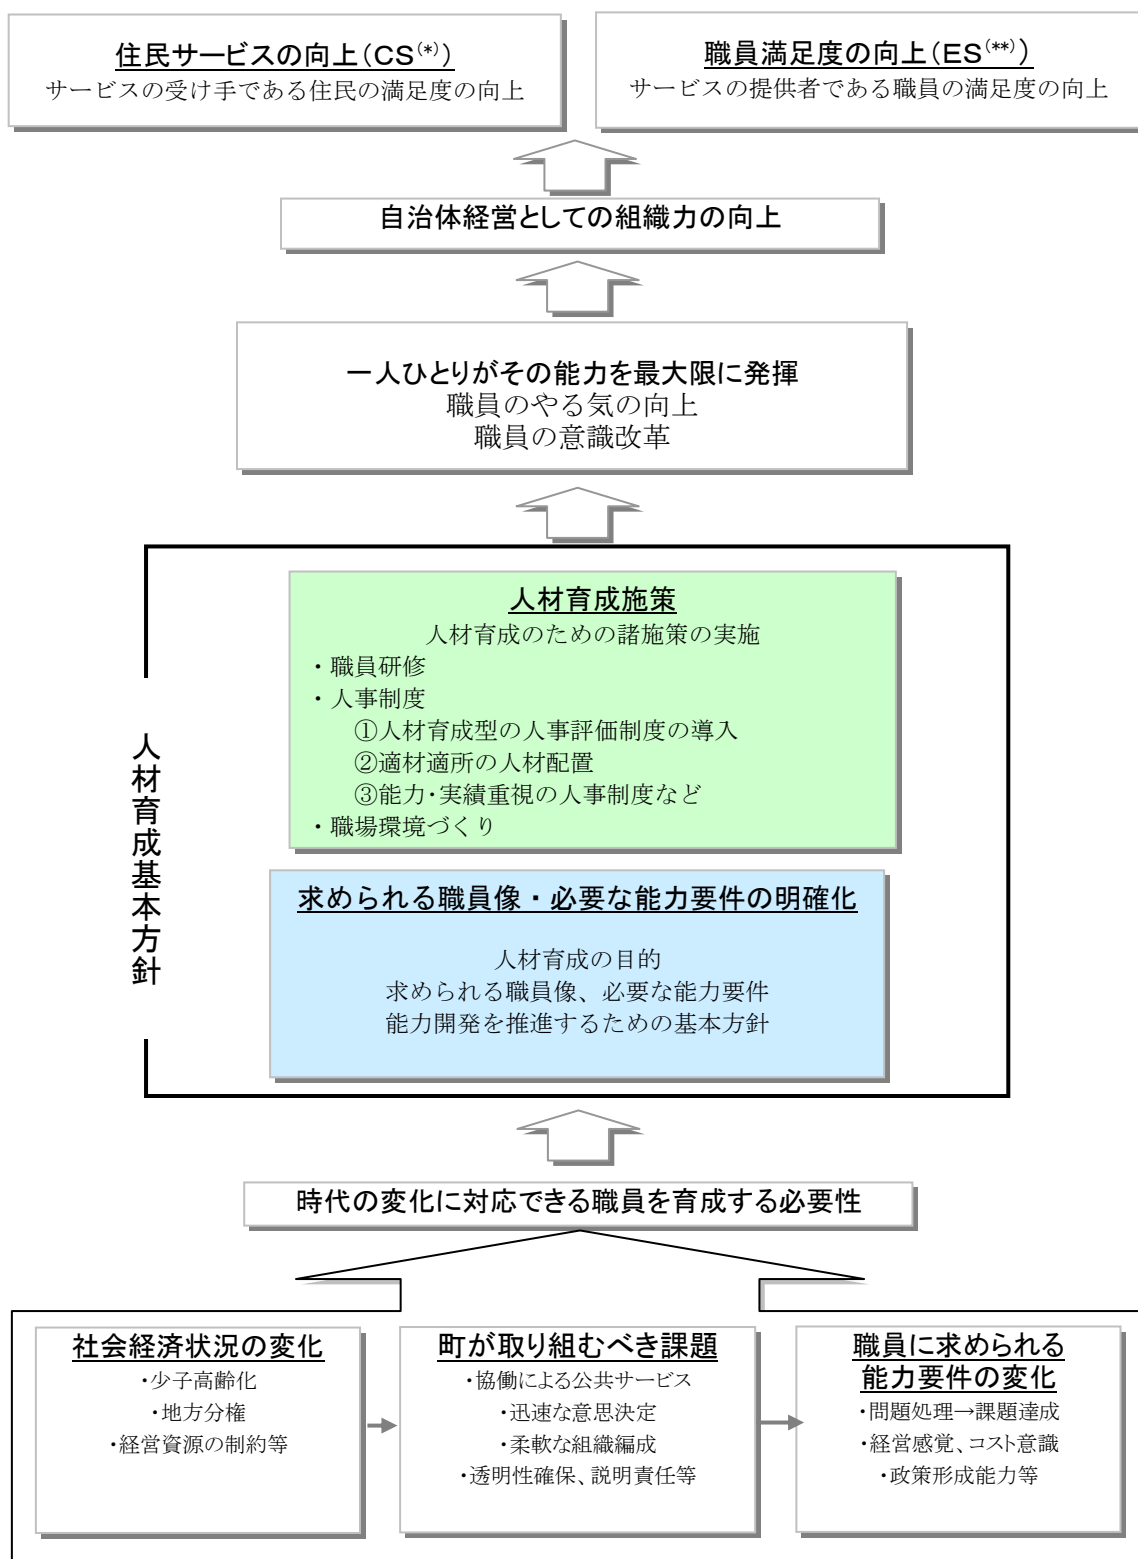 住民サービスの向上(CS(*))
サービスの受け手である住民の満足度の向上
職員満足度の向上(ES(**))
サービスの提供者である職員の満足度の向上
自治体経営としての組織力の向上
一人ひとりがその能力を最大限に発揮
職員のやる気の向上
職員の意識改革
人材育成基本方針
人材育成施策
人材育成のための諸施策の実施
・職員研修
・人事制度
①人材育成型の人事評価制度の導入
②適材適所の人材配置
③能力・実績重視の人事制度など
・職場環境づくり
求められる職員像・必要な能力要件の明確化
人材育成の目的
求められる職員像、必要な能力要件
能力開発を推進するための基本方針
時代の変化に対応できる職員を育成する必要性
社会経済状況の変化
・少子高齢化
・地方分権
・経営資源の制約等
町が取り組むべき課題
・協働による公共サービス
・迅速な意思決定
・柔軟な組織編成
・透明性確保、説明責任等
職員に求められる
能力要件の変化
・問題処理→課題達成
・経営感覚、コスト意識
・政策形成能力等